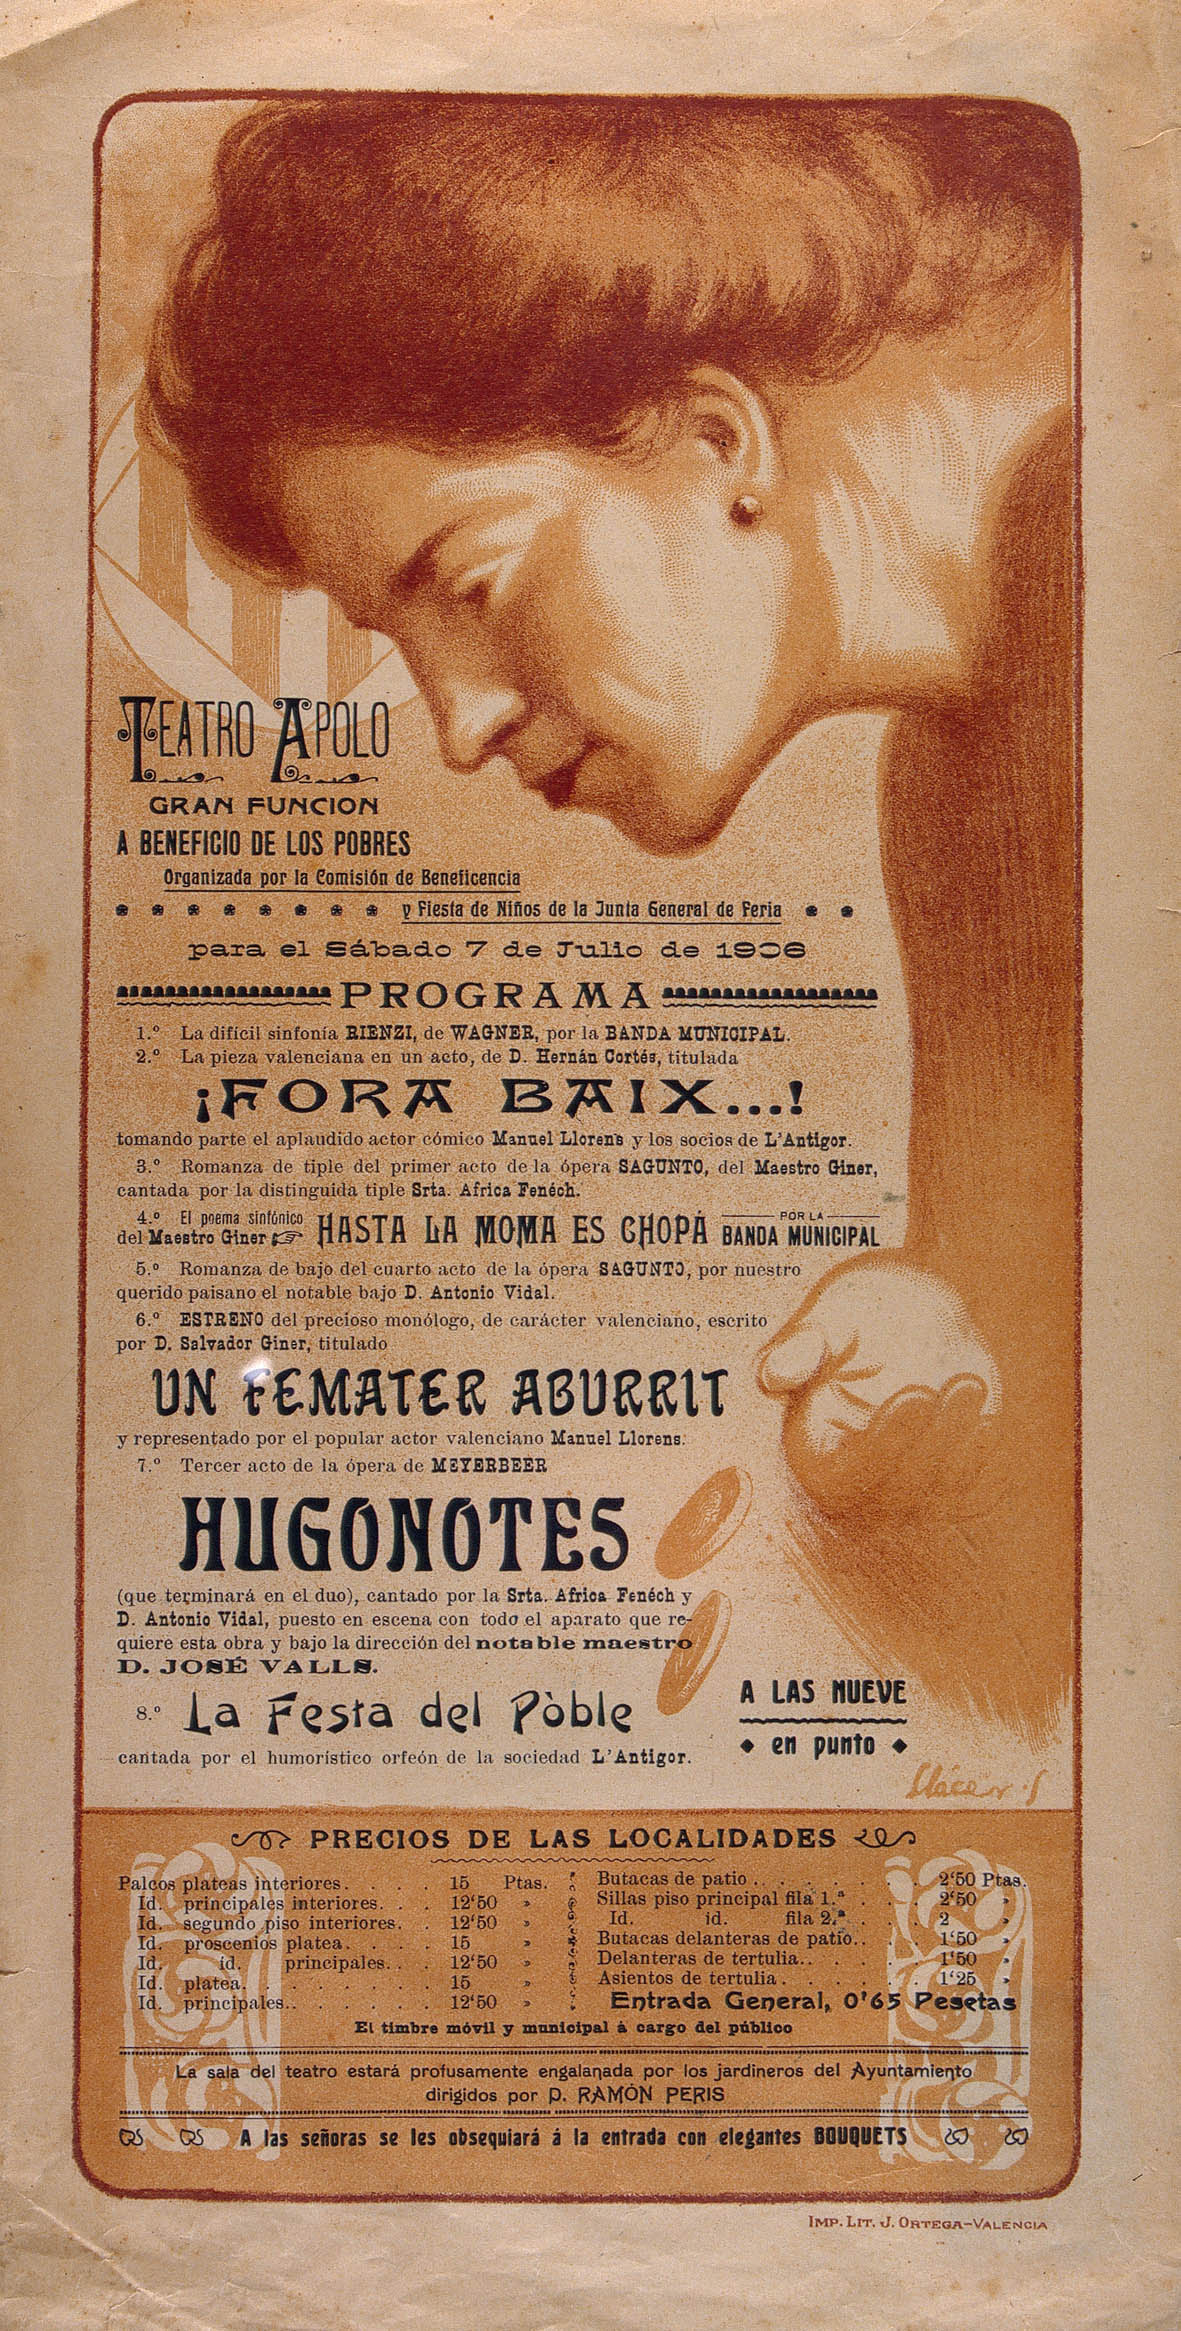 TEATRO APOLO
GRAN FUNCION
A BENEFICIO DE LOS POBRES
Organizada por la Comisión de Beneficencia
y Fiesta de Niños de la Junta General de Feria
para el Sábado 7 de Julio de 1906
PROGRAMA
1.º La difícil sinfonía RIENZI, de WAGNER, por la BANDA MUNICIPAL.
2.º La pieza valenciana en un acto, de D. Hernán Cortés, titulada
¡FORA BAIX...!
tomando parte el aplaudido actor cómico Manuel Llorens y los socios de L'Antigor.
3.º Romanza de tiple del primer acto de la ópera SAGUNTO, del Maestro Giner,
cantada por la distinguida tiple Srta. Africa Fenéch.
4.º El poema sinfónico
del Maestro Giner ☞ HASTA LA MOMA ES CHOPÁ POR LA BANDA MUNICIPAL
5.º Romanza de bajo del cuarto acto de la ópera SAGUNTO, por nuestro
querido paisano el notable bajo D. Antonio Vidal.
6.º ESTRENO del precioso monólogo, de carácter valenciano, escrito
por D. Salvador Giner, titulado
UN FEMATER ABURRIT
y representado por el popular actor valenciano Manuel Llorens.
7.º Tercer acto de la ópera de MEYERBEER
HUGONOTES
(que terminará en el duo), cantado por la Srta. Africa Fenéch y
D. Antonio Vidal, puesto en escena con todo el aparato que re-
quiere esta obra y bajo la dirección del notable maestro
D. JOSÉ VALLS.
8.º La Festa del Pòble
cantada por el humorístico orfeón de la sociedad L'Antigor.
A LAS NUEVE
en punto
Llácer.S
PRECIOS DE LAS LOCALIDADES
Palcos plateas interiores. . . . 15 Ptas.
Id. principales interiores. . . 12'50 »
Id. segundo piso interiores. . 12'50 »
Id. proscenios platea. . . . 15 »
Id. id. principales. . . 12'50 »
Id. platea. . . . . . . . 15 »
Id. principales.. . . . . . 12'50 »
Butacas de patio . . . . . . . 2'50 Ptas.
Sillas piso principal fila 1.ª . . . 2'50 »
Id. id. fila 2.ª . . . 2 »
Butacas delanteras de patio.. . . 1'50 »
Delanteras de tertulia.. . . . . 1'50 »
Asientos de tertulia . . . . . . 1'25 »
Entrada General, 0'65 Pesetas
El timbre móvil y municipal á cargo del público
La sala del teatro estará profusamente engalanada por los jardineros del Ayuntamiento
dirigidos por D. RAMÓN PERIS
A las señoras se les obsequiará á la entrada con elegantes BOUQUETS
IMP. LIT. J. ORTEGA-VALENCIA